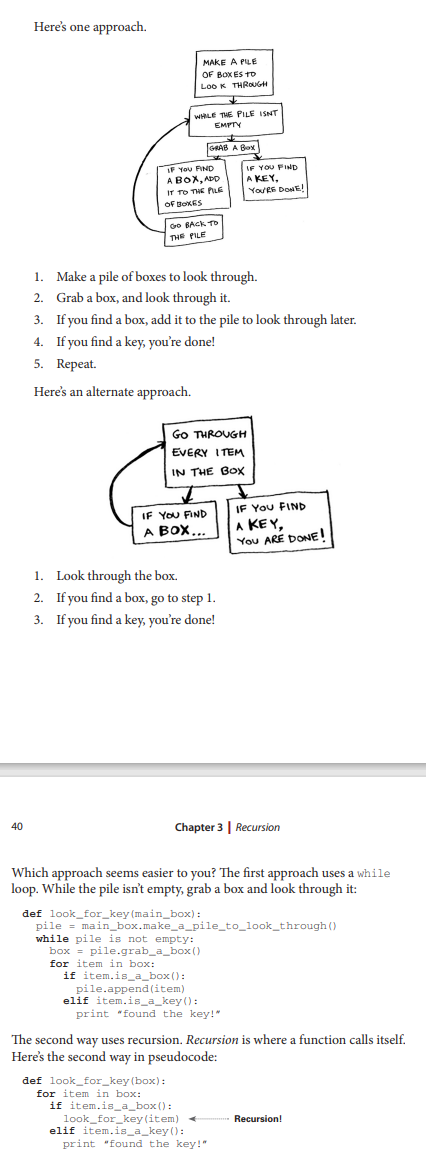 Here's one approach.
MAKE A PILE
OF BOXES TO
LOOK THROUGH
WHILE THE PILE ISNT
EMPTY
GRAB A BOX
IF YOU FIND
A BOX, ADD
IT TO THE PILE
OF BOXES
IF YOU FIND
A KEY,
YOU'RE DONE!
GO BACK TO
THE PILE
1. Make a pile of boxes to look through.
2. Grab a box, and look through it.
3. If you find a box, add it to the pile to look through later.
4. If you find a key, you're done!
5. Repeat.
Here's an alternate approach.
GO THROUGH
EVERY ITEM
IN THE BOX
IF YOU FIND
A BOX...
IF YOU FIND
A KEY,
YOU ARE DONE!
1. Look through the box.
2. If you find a box, go to step 1.
3. If you find a key, you're done!
40 Chapter 3 | Recursion
Which approach seems easier to you? The first approach uses a while
loop. While the pile isn't empty, grab a box and look through it:
def look_for_key(main_box):
  pile = main_box.make_a_pile_to_look_through()
  while pile is not empty:
    box = pile.grab_a_box()
    for item in box:
      if item.is_a_box():
        pile.append(item)
      elif item.is_a_key():
        print "found the key!"
The second way uses recursion. Recursion is where a function calls itself.
Here's the second way in pseudocode:
def look_for_key(box):
  for item in box:
    if item.is_a_box():
      look_for_key(item) Recursion!
    elif item.is_a_key():
      print "found the key!"